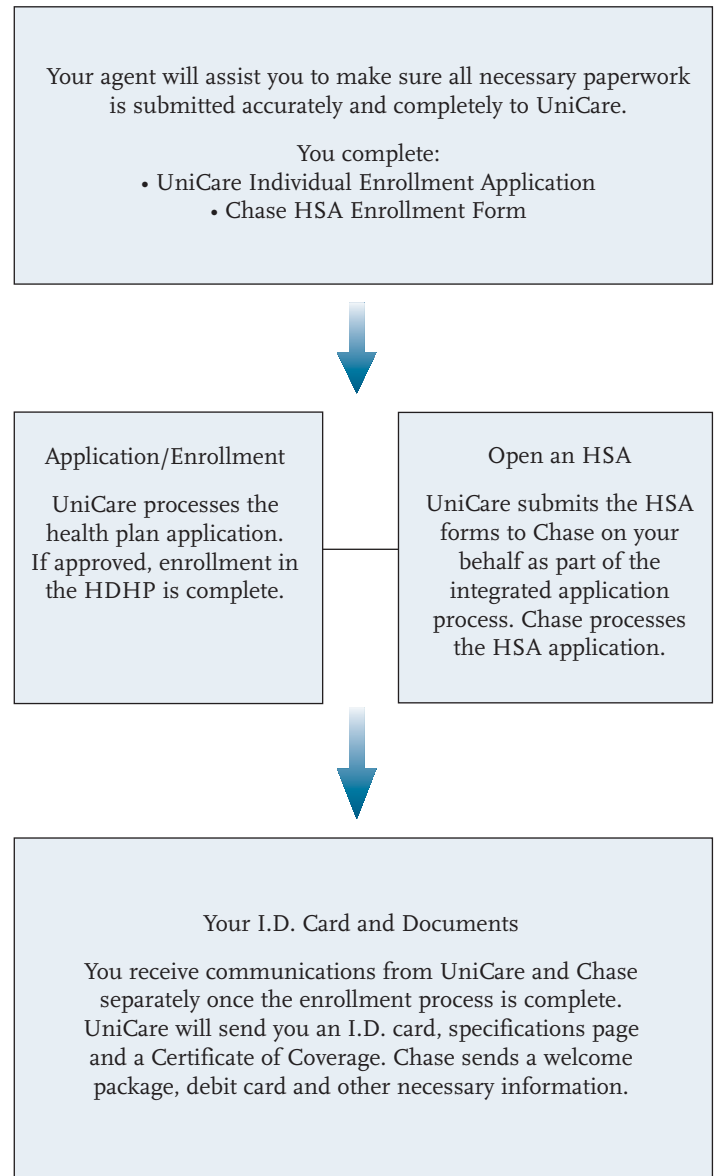 Your agent will assist you to make sure all necessary paperwork
is submitted accurately and completely to UniCare.
You complete:
• UniCare Individual Enrollment Application
• Chase HSA Enrollment Form
Application/Enrollment
UniCare processes the
health plan application.
If approved, enrollment in
the HDHP is complete.
Open an HSA
UniCare submits the HSA
forms to Chase on your
behalf as part of the
integrated application
process. Chase processes
the HSA application.
Your I.D. Card and Documents
You receive communications from UniCare and Chase
separately once the enrollment process is complete.
UniCare will send you an I.D. card, specifications page
and a Certificate of Coverage. Chase sends a welcome
package, debit card and other necessary information.